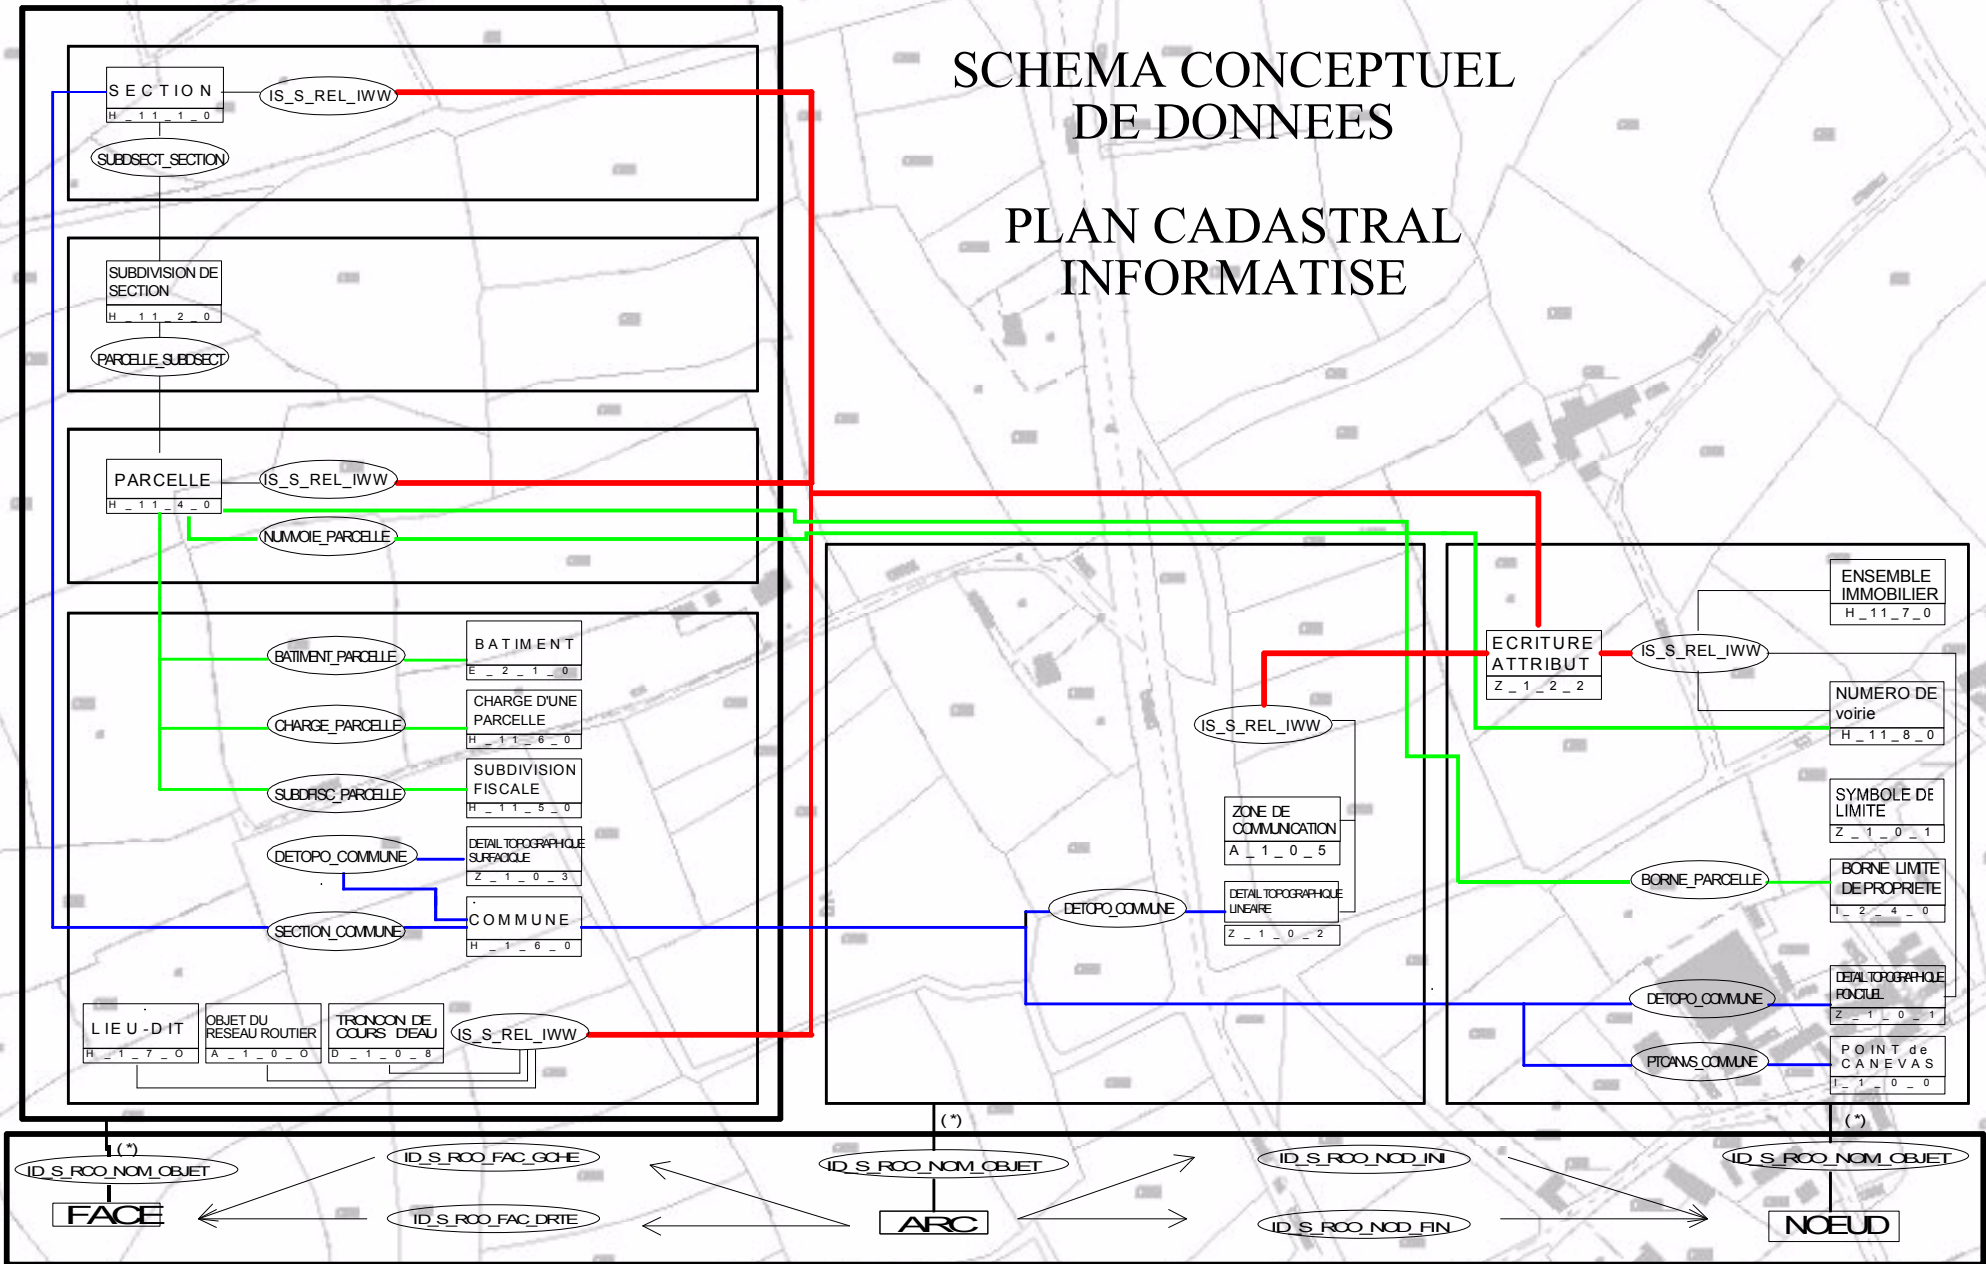 SCHEMA CONCEPTUEL
DE DONNEES
PLAN CADASTRAL
INFORMATISE
SECTION
H_11_1_0
IS_S_REL_IWW
SUBDSECT_SECTION
SUBDIVISION DE
SECTION
H_11_2_0
PARCELLE_SUBDSECT
PARCELLE
H_11_4_0
IS_S_REL_IWW
NUMVOIE_PARCELLE
BATIMENT_PARCELLE
BATIMENT
E_2_1_0
CHARGE_PARCELLE
CHARGE D'UNE
PARCELLE
H_11_6_0
SUBDFISC_PARCELLE
SUBDIVISION
FISCALE
H_11_5_0
DETOPO_COMMUNE
DETAIL TOPOGRAPHIQUE
SURFACIQUE
Z_1_0_3
SECTION_COMMUNE
COMMUNE
H_1_6_0
LIEU-DIT
H_1_7_O
OBJET DU
RESEAU ROUTIER
A_1_0_O
TRONCON DE
COURS D'EAU
D_1_0_8
IS_S_REL_IWW
IS_S_REL_IWW
ZONE DE
COMMUNICATION
A_1_0_5
DETOPO_COMMUNE
DETAIL TOPOGRAPHIQUE
LINEAIRE
Z_1_0_2
ECRITURE
ATTRIBUT
Z_1_2_2
IS_S_REL_IWW
ENSEMBLE
IMMOBILIER
H_11_7_0
NUMERO DE
voirie
H_11_8_0
SYMBOLE DE
LIMITE
Z_1_0_1
BORNE_PARCELLE
BORNE LIMITE
DE PROPRIETE
I_2_4_0
DETOPO_COMMUNE
DETAIL TOPOGRAPHIQUE
PONCTUEL
Z_1_0_1
PTCANVS_COMMUNE
POINT de
CANEVAS
I_1_0_0
(*)
(*)
(*)
ID_S_RCO_NOM_OBJET
FACE
ID_S_RCO_FAC_GCHE
ID_S_RCO_FAC_DRTE
ID_S_RCO_NOM_OBJET
ARC
ID_S_RCO_NOD_INI
ID_S_RCO_NOD_FIN
ID_S_RCO_NOM_OBJET
NOEUD